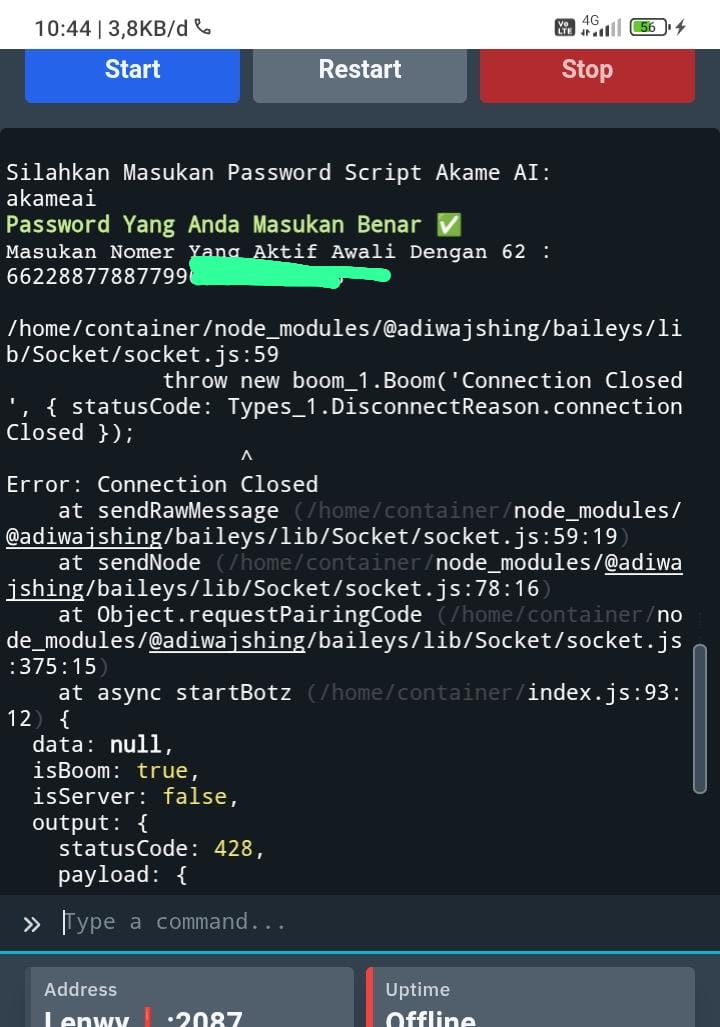 10:44 | 3,8KB/d
Vo LTE 4G 56
Start Restart Stop
Silahkan Masukan Password Script Akame AI:
akameai
Password Yang Anda Masukan Benar ✅
Masukan Nomer Yang Aktif Awali Dengan 62 :
66228877887799
/home/container/node_modules/@adiwajshing/baileys/li
b/Socket/socket.js:59
throw new boom_1.Boom('Connection Closed
', { statusCode: Types_1.DisconnectReason.connection
Closed });
^
Error: Connection Closed
at sendRawMessage (/home/container/node_modules/
@adiwajshing/baileys/lib/Socket/socket.js:59:19)
at sendNode (/home/container/node_modules/@adiwa
jshing/baileys/lib/Socket/socket.js:78:16)
at Object.requestPairingCode (/home/container/no
de_modules/@adiwajshing/baileys/lib/Socket/socket.js
:375:15)
at async startBotz (/home/container/index.js:93:
12) {
data: null,
isBoom: true,
isServer: false,
output: {
statusCode: 428,
payload: {
» Type a command...
Address
Lenwy❗:2087
Uptime
Offline